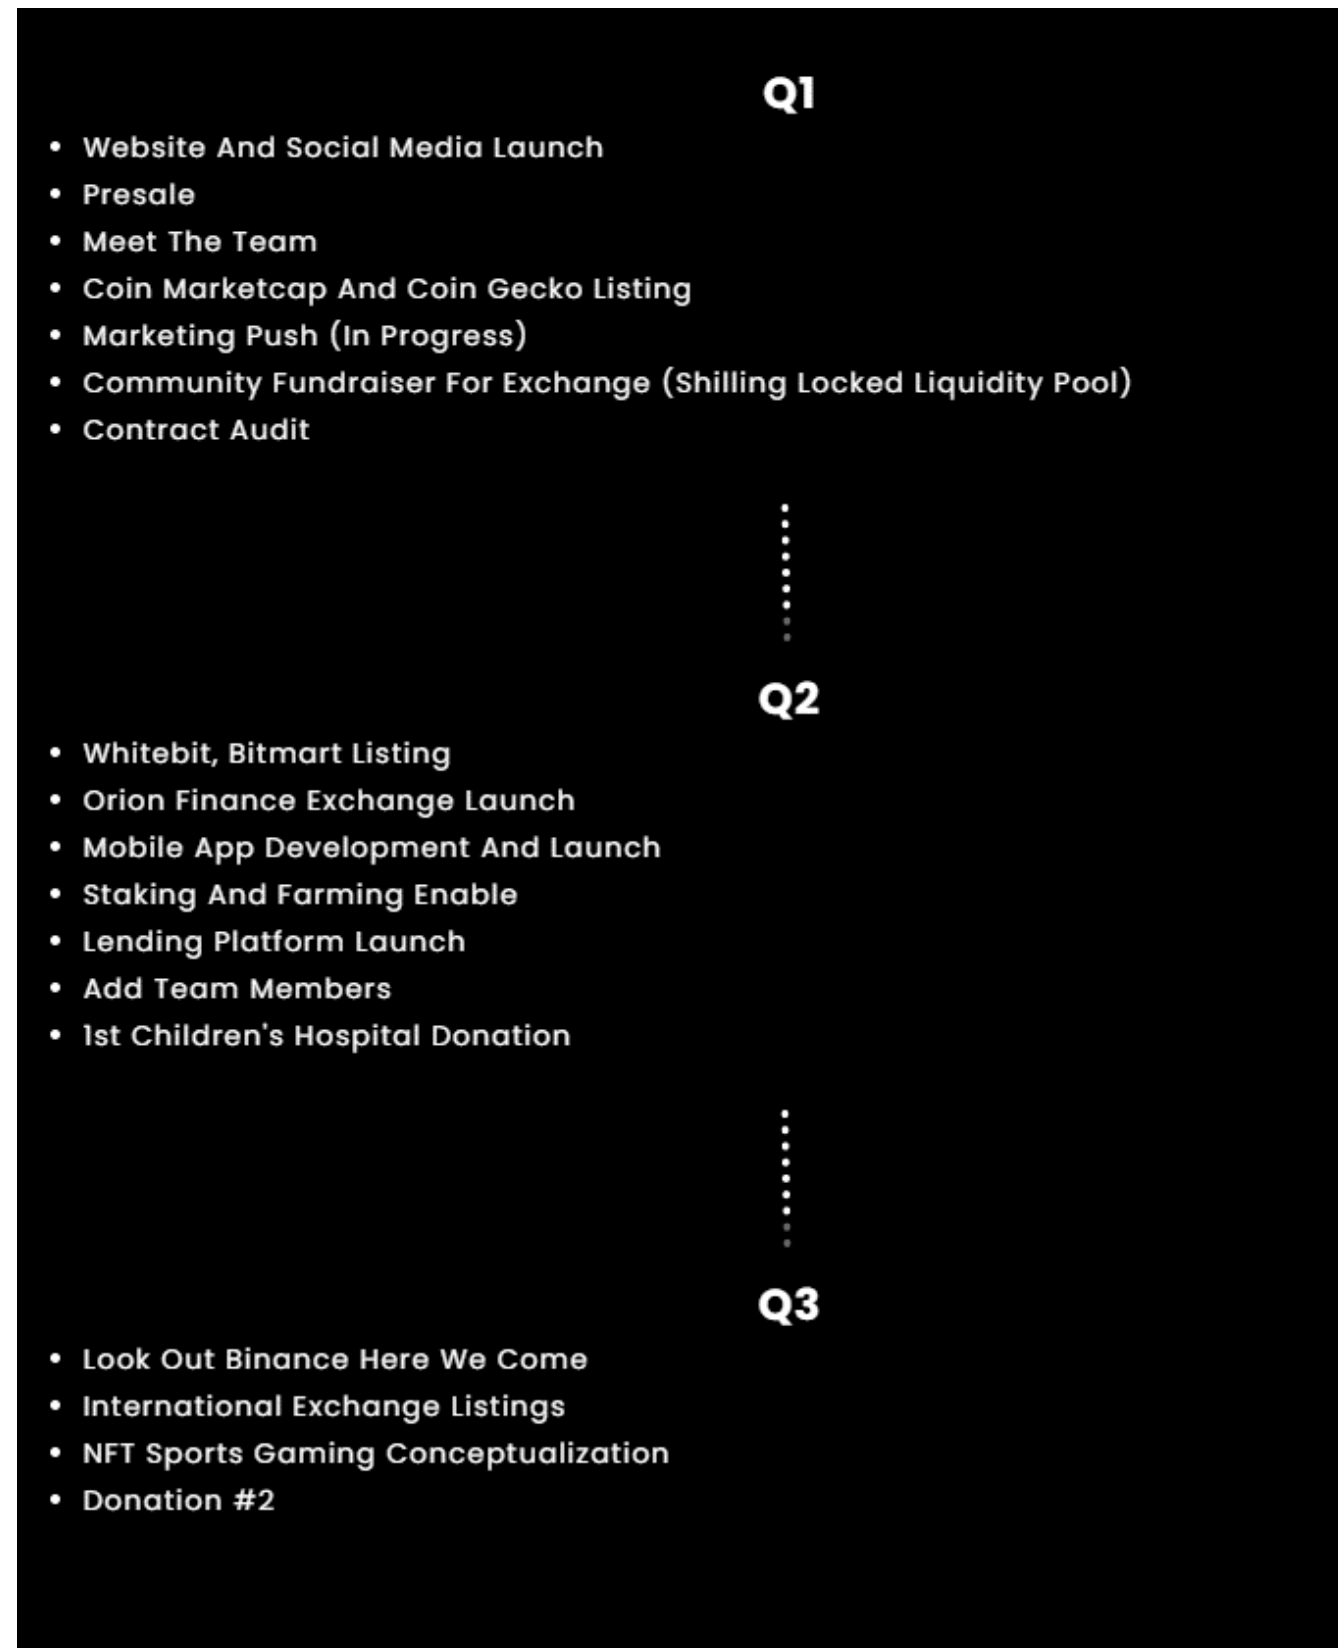 Q1
• Website And Social Media Launch
• Presale
• Meet The Team
• Coin Marketcap And Coin Gecko Listing
• Marketing Push (In Progress)
• Community Fundraiser For Exchange (Shilling Locked Liquidity Pool)
• Contract Audit
Q2
• Whitebit, Bitmart Listing
• Orion Finance Exchange Launch
• Mobile App Development And Launch
• Staking And Farming Enable
• Lending Platform Launch
• Add Team Members
• 1st Children's Hospital Donation
Q3
• Look Out Binance Here We Come
• International Exchange Listings
• NFT Sports Gaming Conceptualization
• Donation #2